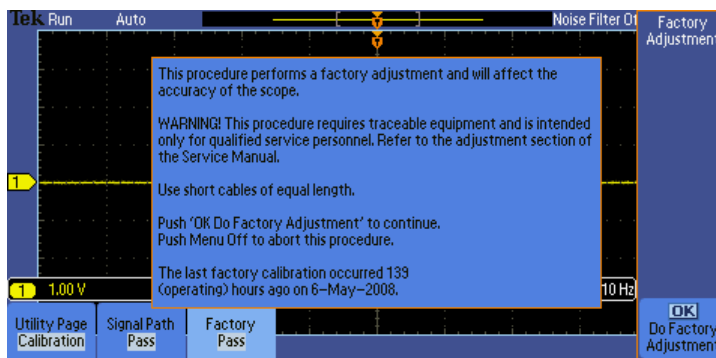 Tek Run Auto Noise Filter Of
Factory
Adjustment
This procedure performs a factory adjustment and will affect the
accuracy of the scope.
WARNING! This procedure requires traceable equipment and is intended
only for qualified service personnel. Refer to the adjustment section of
the Service Manual.
Use short cables of equal length.
Push 'OK Do Factory Adjustment' to continue.
Push Menu Off to abort this procedure.
The last factory calibration occurred 139
(operating) hours ago on 6-May-2008.
1
1 1.00 V 10 Hz
Utility Page
Calibration
Signal Path
Pass
Factory
Pass
OK
Do Factory
Adjustment